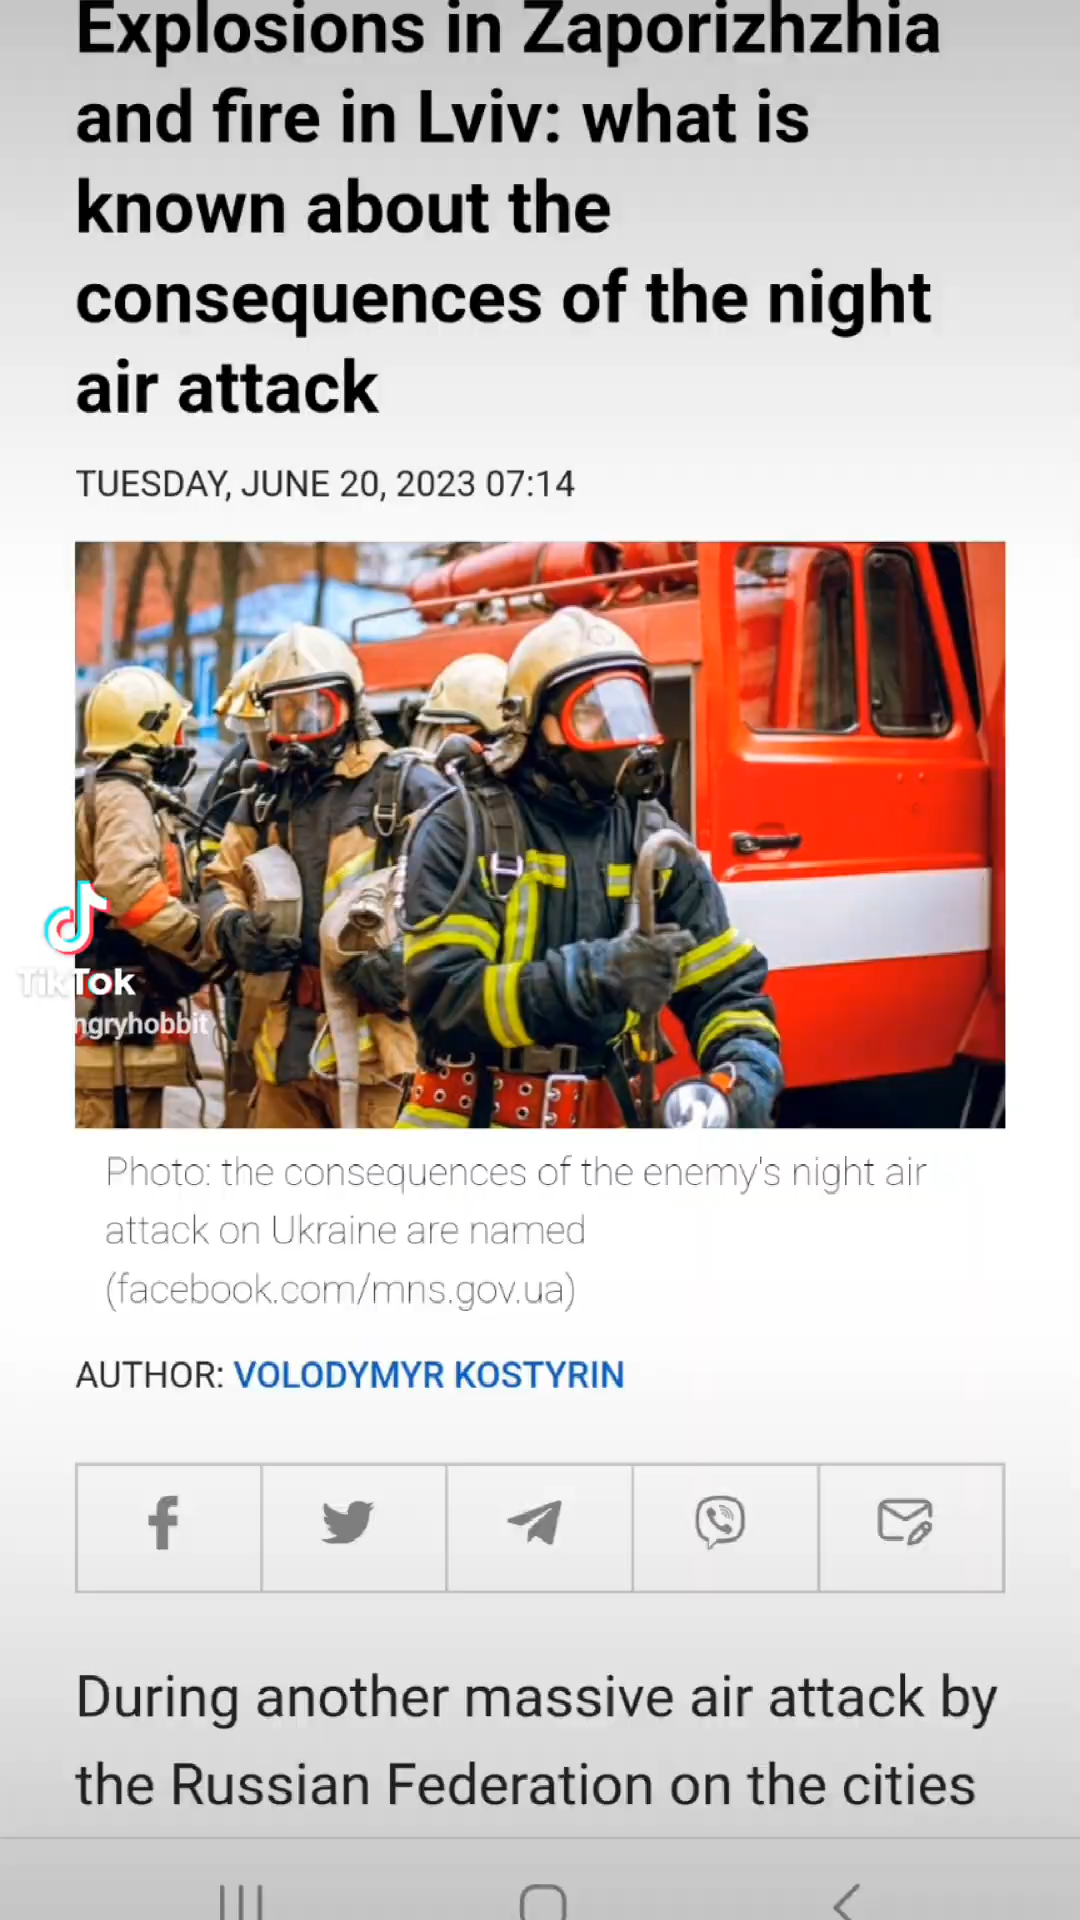 Explosions in Zaporizhzhia
and fire in Lviv: what is
known about the
consequences of the night
air attack
TUESDAY, JUNE 20, 2023 07:14
TikTok
ngryhobbit
Photo: the consequences of the enemy's night air
attack on Ukraine are named
(facebook.com/mns.gov.ua)
AUTHOR: VOLODYMYR KOSTYRIN
During another massive air attack by
the Russian Federation on the cities